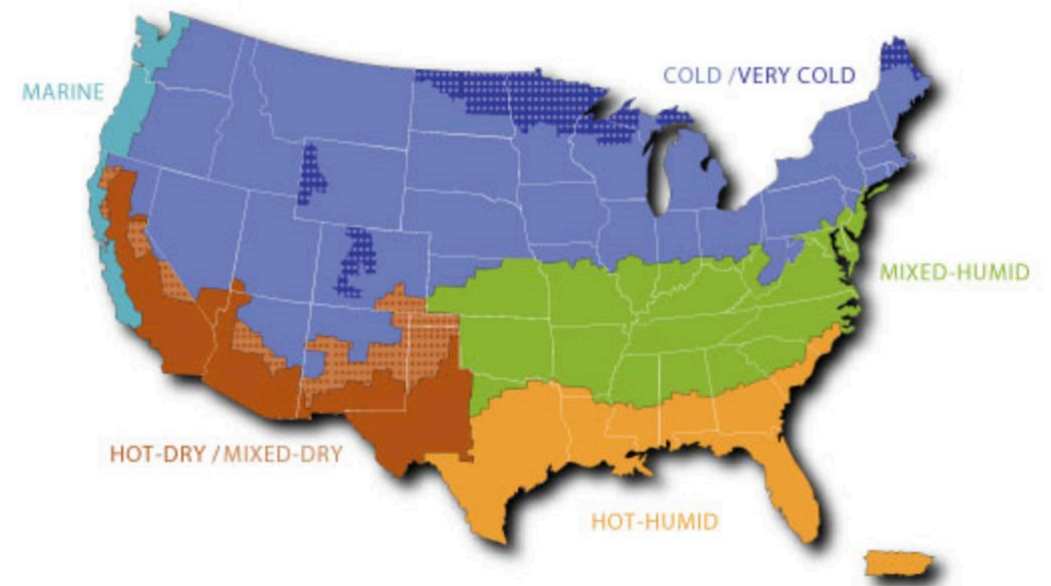 MARINE
COLD /VERY COLD
MIXED-HUMID
HOT-DRY /MIXED-DRY
HOT-HUMID